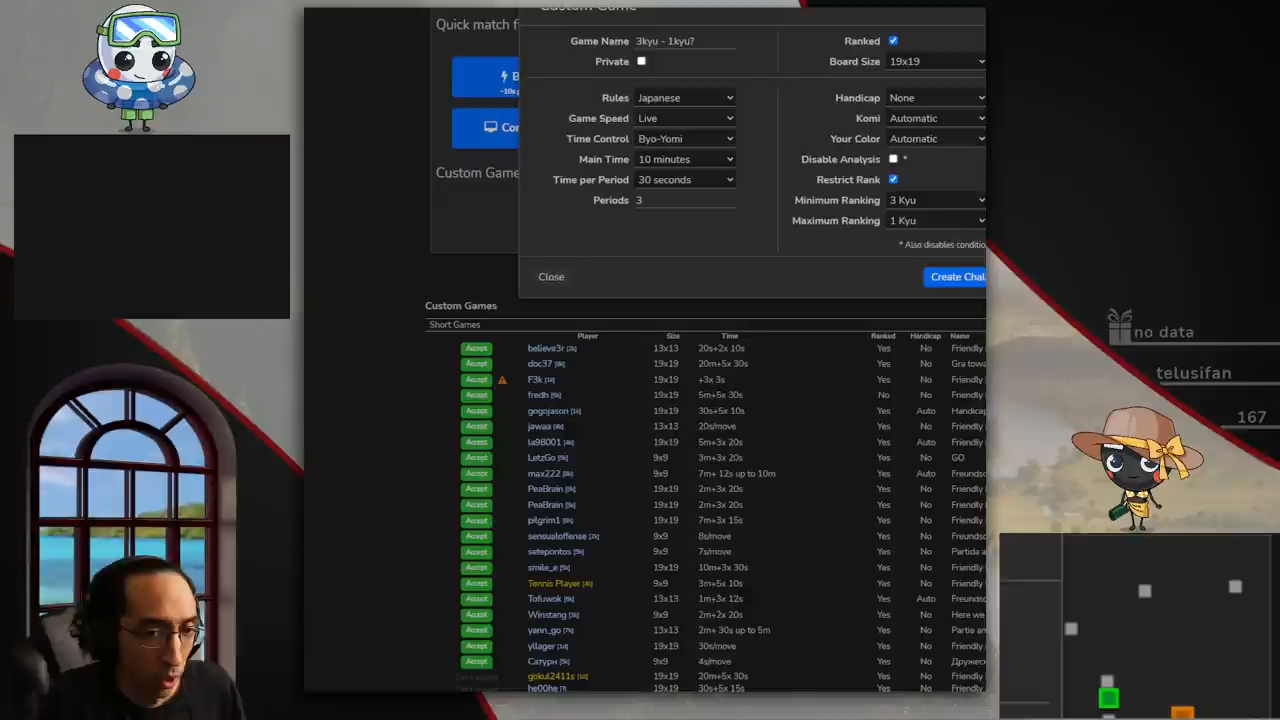 Quick match f
Custom Game
Game Name 3kyu - 1kyu?
Private
Ranked
Board Size 19x19
Rules Japanese
Game Speed Live
Time Control Byo-Yomi
Main Time 10 minutes
Time per Period 30 seconds
Periods 3
Handicap None
Komi Automatic
Your Color Automatic
Disable Analysis *
Restrict Rank
Minimum Ranking 3 Kyu
Maximum Ranking 1 Kyu
* Also disables conditio
B
~10s p
Cor
Custom Game
Close
Create Chal
Custom Games
Short Games
Player Size Time Ranked Handicap Name
Accept believe3r 13x13 20s+2x 10s Yes No Friendly
Accept doc37 19x19 20m+5x 30s Yes No Gra towa
Accept F3k 19x19 +3x 3s Yes No Friendly
Accept fredh 19x19 5m+5x 30s No No Friendly
Accept gogojason 19x19 30s+5x 10s Yes Auto Handicap
Accept jawaa 13x13 20s/move Yes No Friendly
Accept la98001 19x19 5m+3x 20s Yes Auto Friendly
Accept LetzGo 9x9 3m+3x 20s Yes No GO
Accept max222 9x9 7m+ 12s up to 10m Yes Auto Freundsc
Accept PeaBrain 9x9 2m+3x 20s Yes No Friendly
Accept PeaBrain 19x19 2m+3x 20s Yes No Friendly
Accept pilgrim1 19x19 7m+3x 15s Yes No Friendly
Accept sensualoffense 9x9 8s/move Yes No Freundsc
Accept setepontos 9x9 7s/move Yes No Partida a
Accept smile_e 19x19 10m+3x 30s Yes No Friendly
Accept Tennis Player 9x9 3m+5x 10s Yes No Friendly
Accept Tofuwok 13x13 1m+3x 12s Yes Auto Freundsc
Accept Winstang 9x9 2m+2x 20s Yes No Here we
Accept yann_go 13x13 2m+ 30s up to 5m Yes No Partie am
Accept yllager 19x19 30s/move Yes No Friendly
Accept Сатурн 9x9 4s/move Yes No Дружеск
Can't accept gokul2411s 19x19 20m+5x 30s Yes No Friendly
he00he 19x19 30s+5x 15s Yes No Friendly
no data
telusifan
167